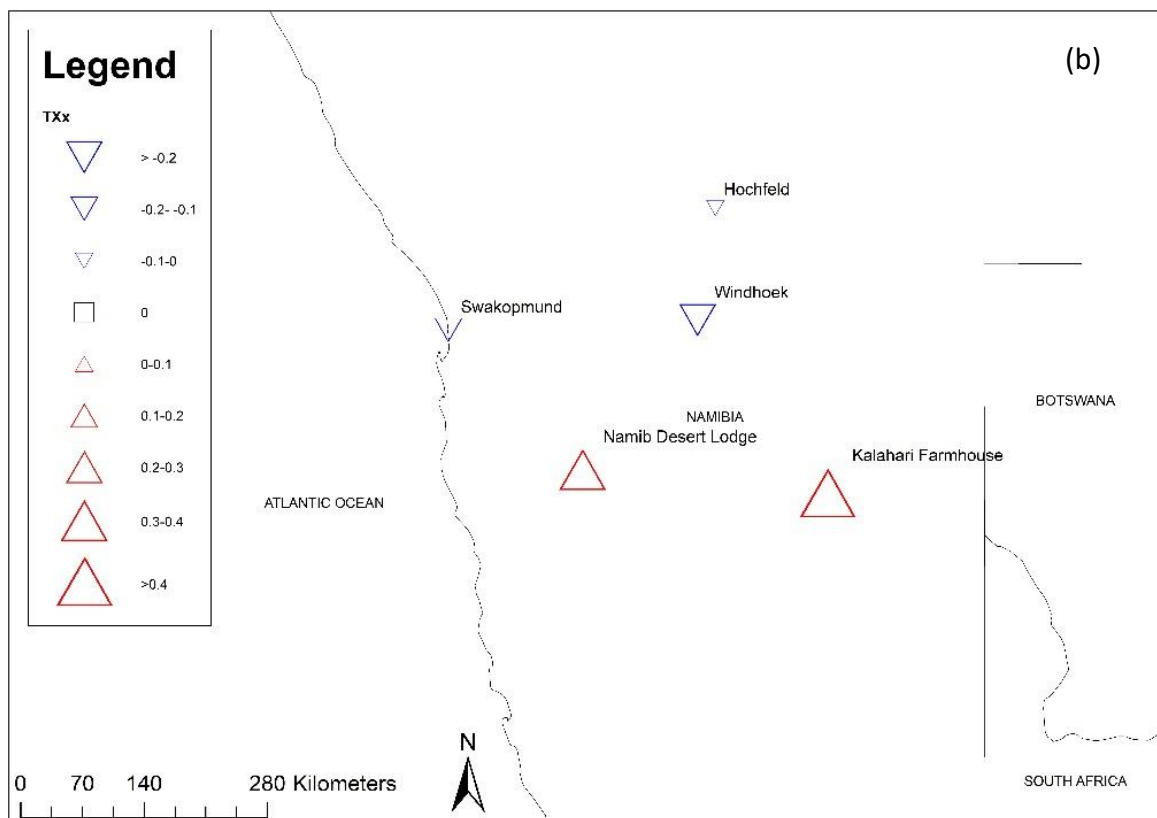 (b)
Legend
TXx
> -0.2
-0.2- -0.1
-0.1-0
0
0-0.1
0.1-0.2
0.2-0.3
0.3-0.4
>0.4
Hochfeld
Windhoek
Swakopmund
NAMIBIA
BOTSWANA
Namib Desert Lodge
Kalahari Farmhouse
ATLANTIC OCEAN
N
0 70 140 280 Kilometers
SOUTH AFRICA